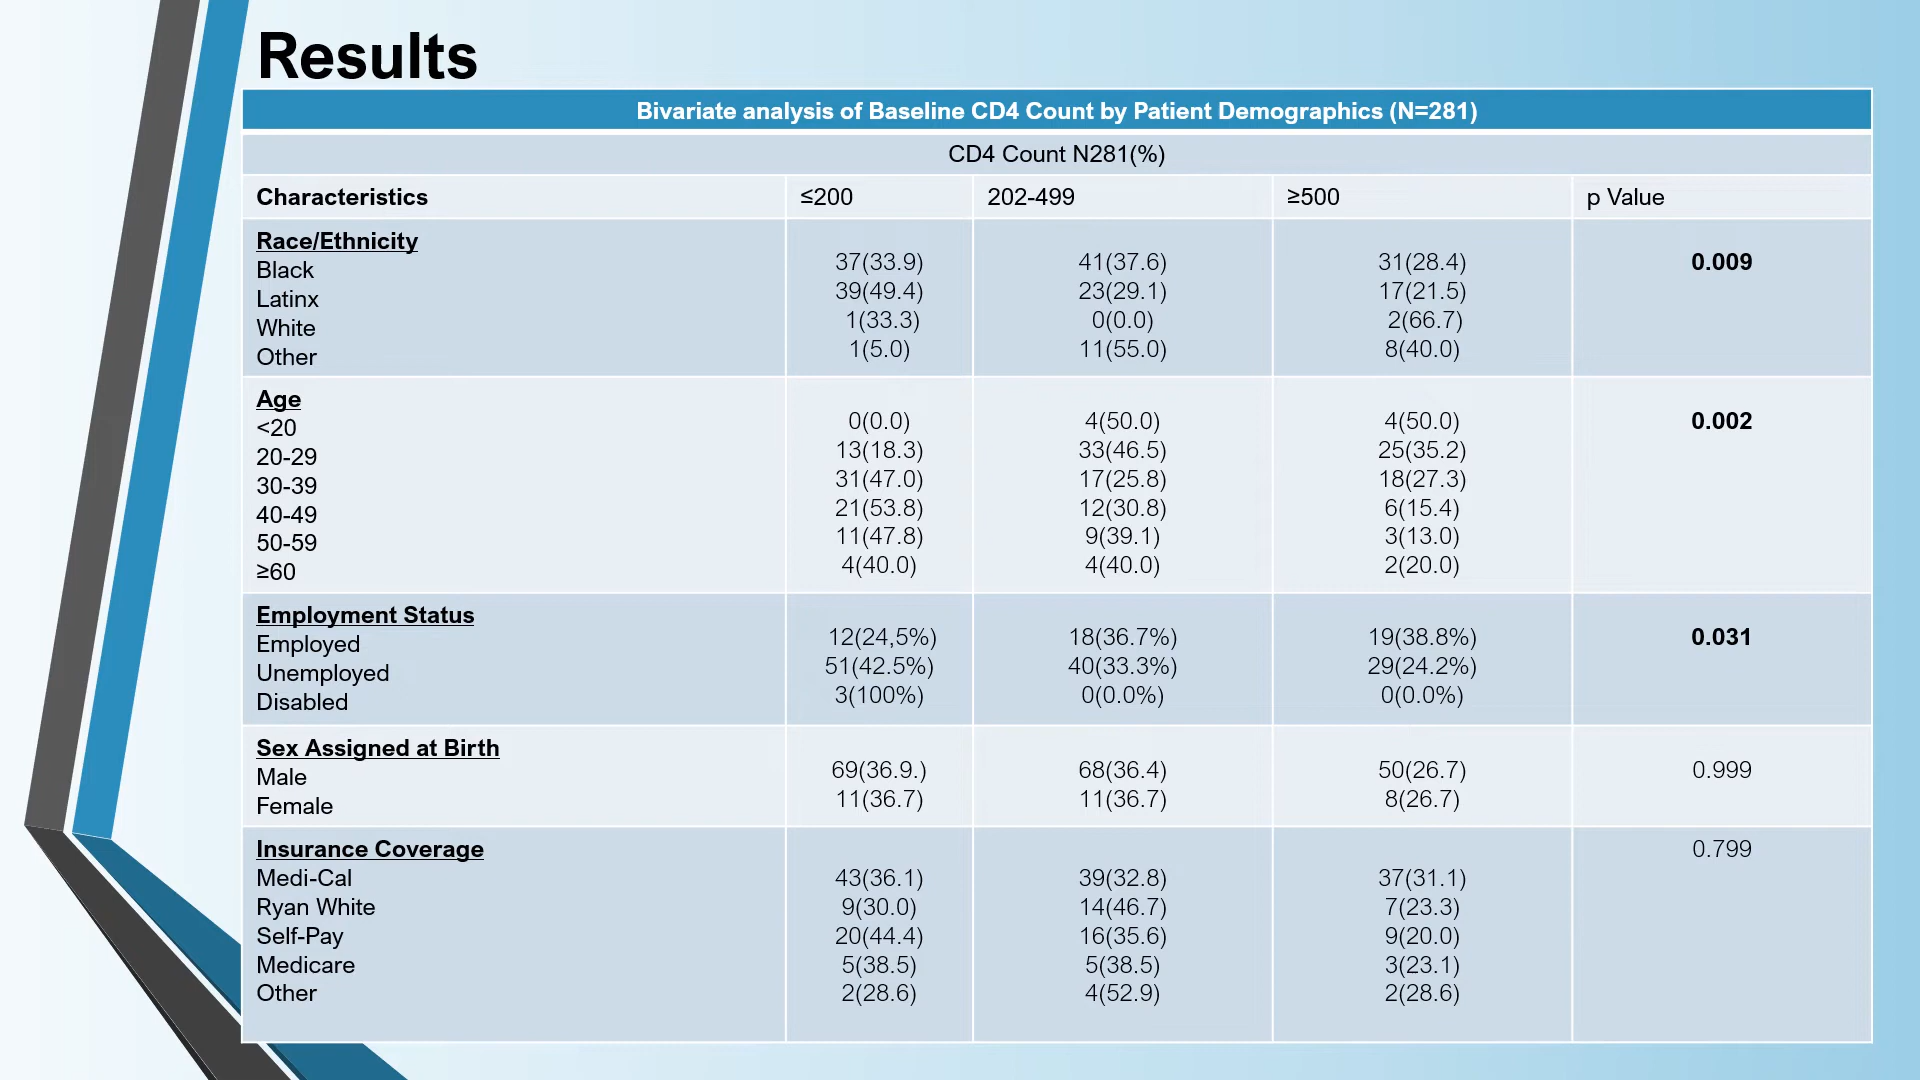 Results
Bivariate analysis of Baseline CD4 Count by Patient Demographics (N=281)
CD4 Count N281(%)
Characteristics ≤200 202-499 ≥500 p Value
Race/Ethnicity
Black 37(33.9) 41(37.6) 31(28.4) 0.009
Latinx 39(49.4) 23(29.1) 17(21.5)
White 1(33.3) 0(0.0) 2(66.7)
Other 1(5.0) 11(55.0) 8(40.0)
Age
<20 0(0.0) 4(50.0) 4(50.0) 0.002
20-29 13(18.3) 33(46.5) 25(35.2)
30-39 31(47.0) 17(25.8) 18(27.3)
40-49 21(53.8) 12(30.8) 6(15.4)
50-59 11(47.8) 9(39.1) 3(13.0)
≥60 4(40.0) 4(40.0) 2(20.0)
Employment Status
Employed 12(24,5%) 18(36.7%) 19(38.8%) 0.031
Unemployed 51(42.5%) 40(33.3%) 29(24.2%)
Disabled 3(100%) 0(0.0%) 0(0.0%)
Sex Assigned at Birth
Male 69(36.9.) 68(36.4) 50(26.7) 0.999
Female 11(36.7) 11(36.7) 8(26.7)
Insurance Coverage 0.799
Medi-Cal 43(36.1) 39(32.8) 37(31.1)
Ryan White 9(30.0) 14(46.7) 7(23.3)
Self-Pay 20(44.4) 16(35.6) 9(20.0)
Medicare 5(38.5) 5(38.5) 3(23.1)
Other 2(28.6) 4(52.9) 2(28.6)